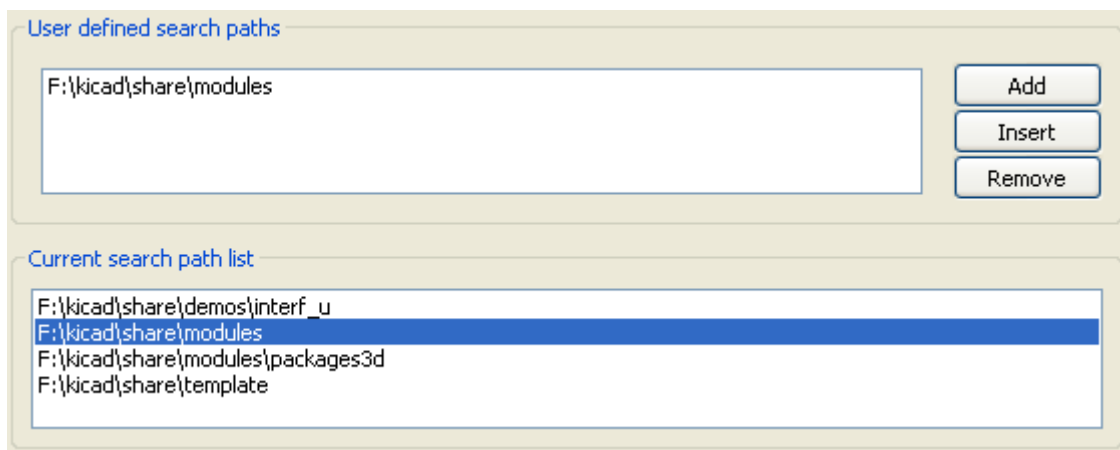 User defined search paths
F:\kicad\share\modules
Add
Insert
Remove
Current search path list
F:\kicad\share\demos\interf_u
F:\kicad\share\modules
F:\kicad\share\modules\packages3d
F:\kicad\share\template